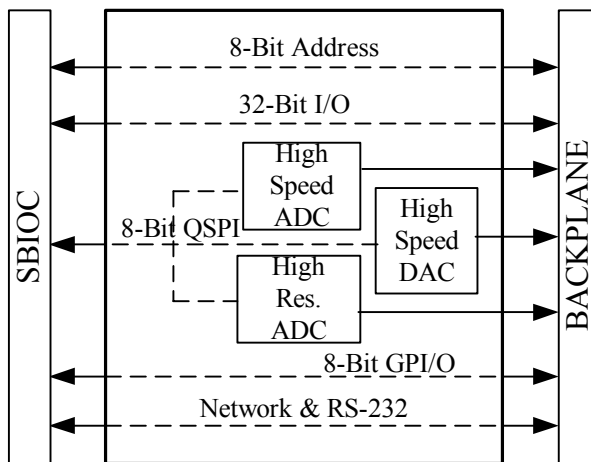 8-Bit Address
32-Bit I/O
High
Speed
ADC
8-Bit QSPI
High
Speed
DAC
High
Res.
ADC
8-Bit GPI/O
Network & RS-232
SBIOC
BACKPLANE